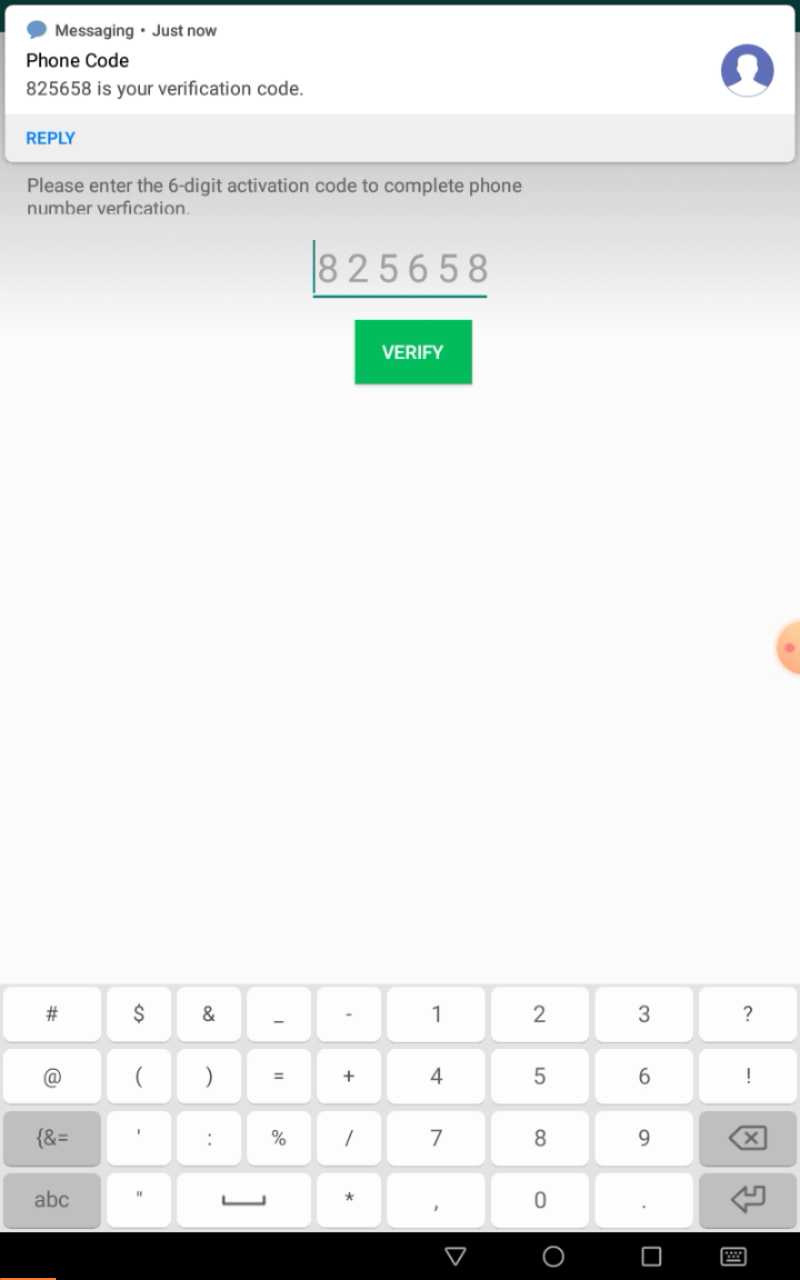 Messaging • Just now
Phone Code
825658 is your verification code.
REPLY
Please enter the 6-digit activation code to complete phone
number verfication.
825658
VERIFY
# $ & _ - 1 2 3 ?
@ ( ) = + 4 5 6 !
{&= ' : % / 7 8 9
abc " * , 0 .